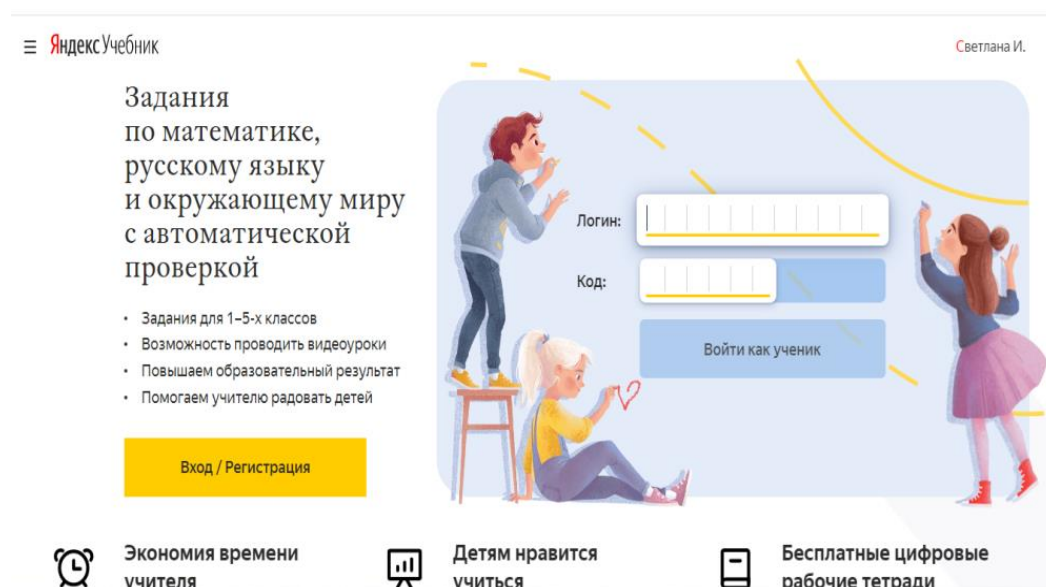 Яндекс Учебник
Светлана И.
Задания
по математике,
русскому языку
и окружающему миру
с автоматической
проверкой
• Задания для 1–5-х классов
• Возможность проводить видеоуроки
• Повышаем образовательный результат
• Помогаем учителю радовать детей
Вход / Регистрация
Логин:
Код:
Войти как ученик
Экономия времени
учителя
Детям нравится
учиться
Бесплатные цифровые
рабочие тетради